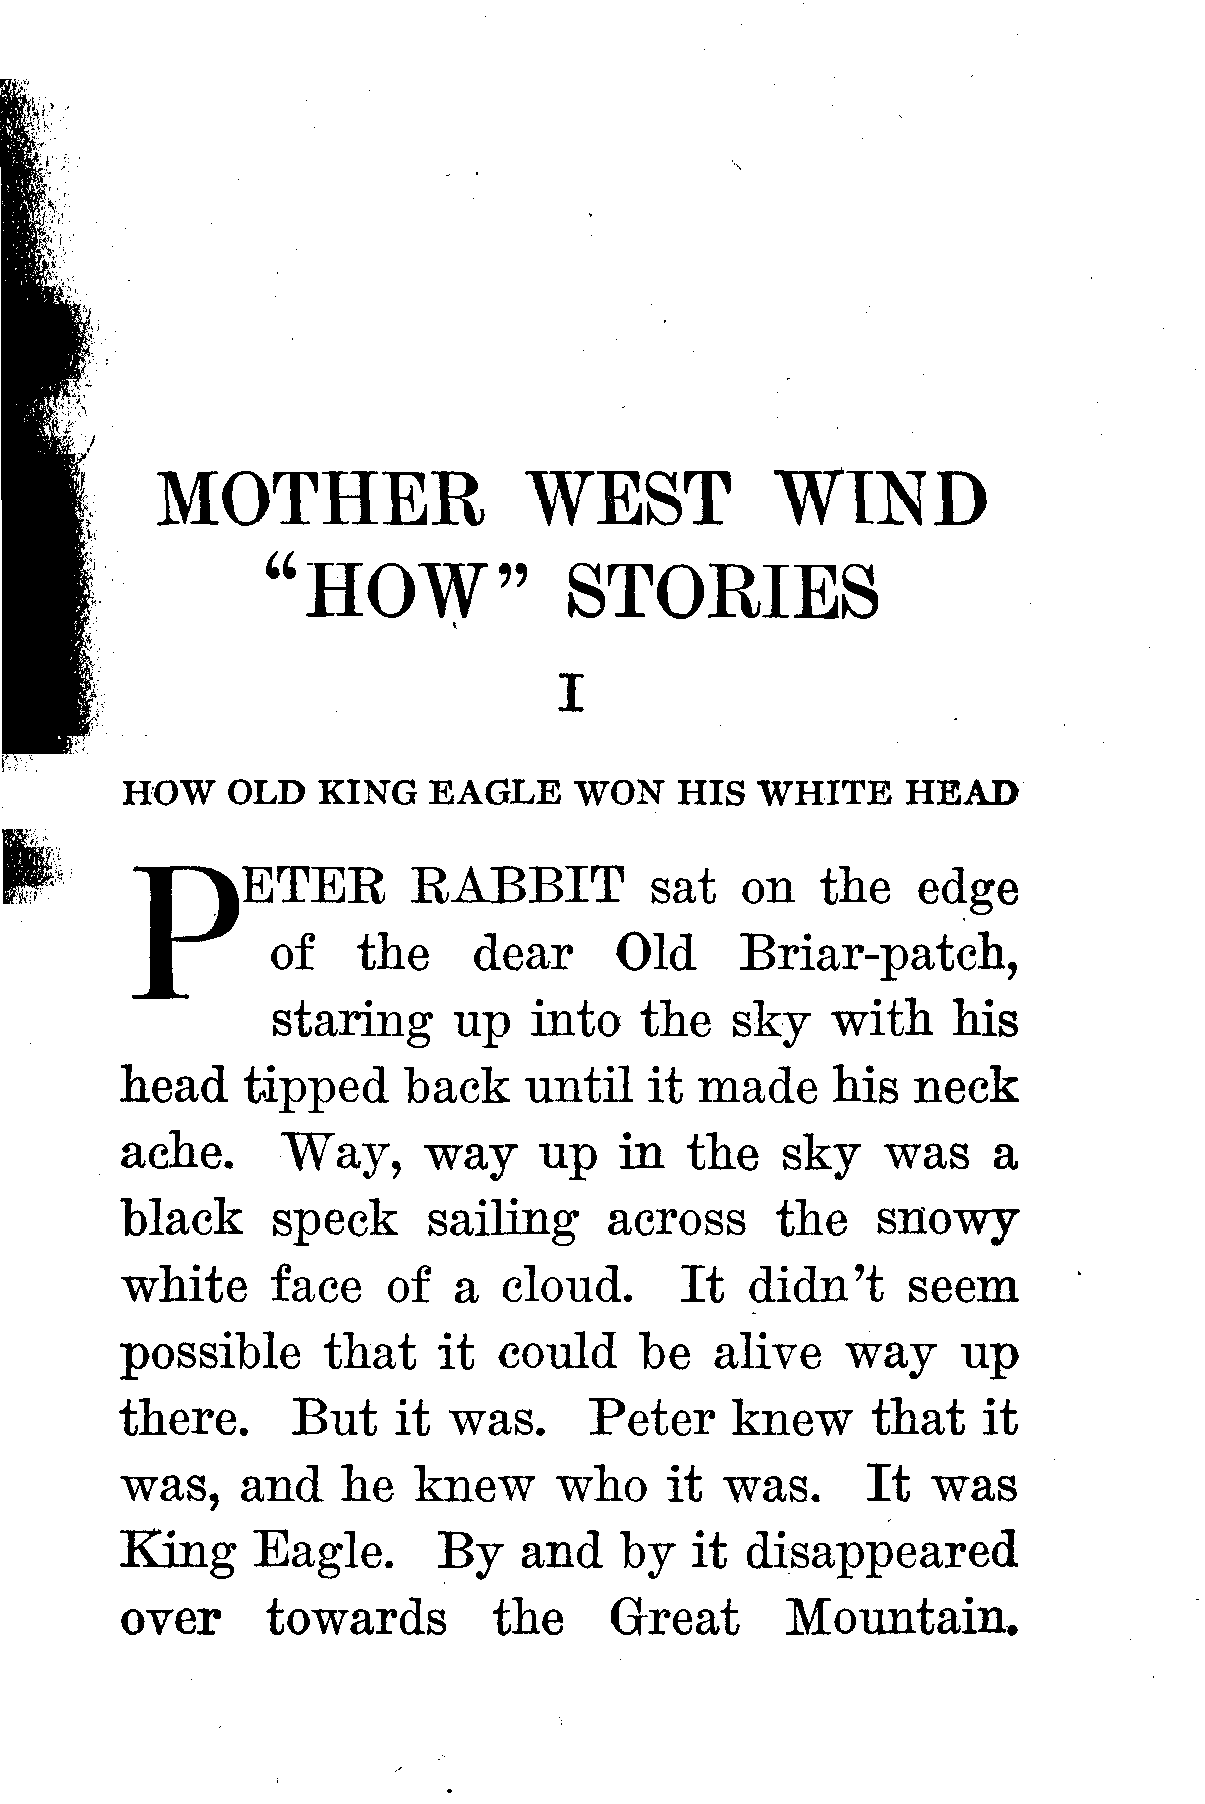 MOTHER WEST WIND
“HOW” STORIES
I
HOW OLD KING EAGLE WON HIS WHITE HEAD
PETER RABBIT sat on the edge
of the dear Old Briar-patch,
staring up into the sky with his
head tipped back until it made his neck
ache. Way, way up in the sky was a
black speck sailing across the snowy
white face of a cloud. It didn’t seem
possible that it could be alive way up
there. But it was. Peter knew that it
was, and he knew who it was. It was
King Eagle. By and by it disappeared
over towards the Great Mountain.